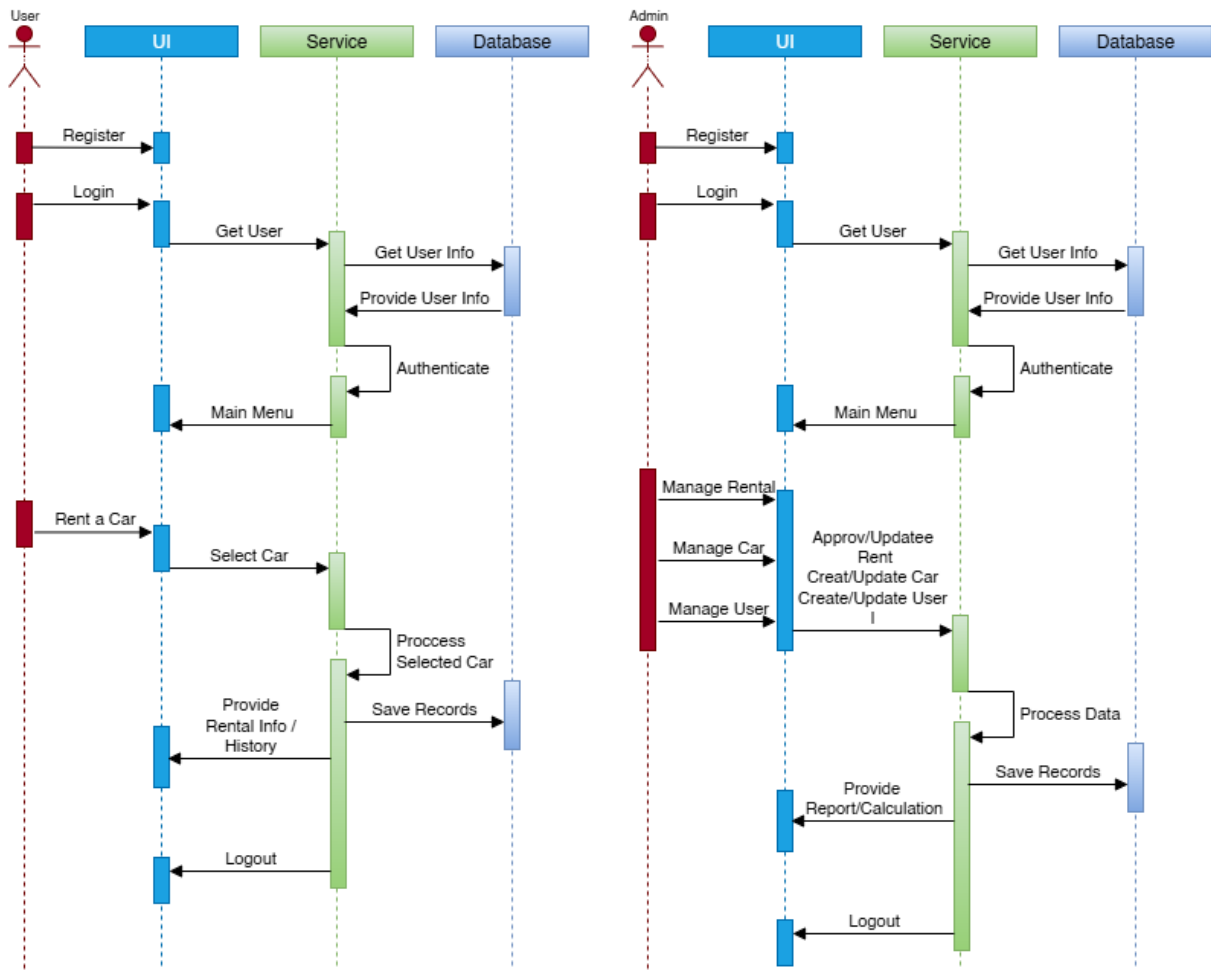 User
UI
Service
Database
Register
Login
Get User
Get User Info
Provide User Info
Authenticate
Main Menu
Rent a Car
Select Car
Proccess
Selected Car
Provide
Rental Info /
History
Save Records
Logout
Admin
UI
Service
Database
Register
Login
Get User
Get User Info
Provide User Info
Authenticate
Main Menu
Manage Rental
Manage Car
Manage User
Approv/Updatee
Rent
Creat/Update Car
Create/Update User
l
Process Data
Save Records
Provide
Report/Calculation
Logout